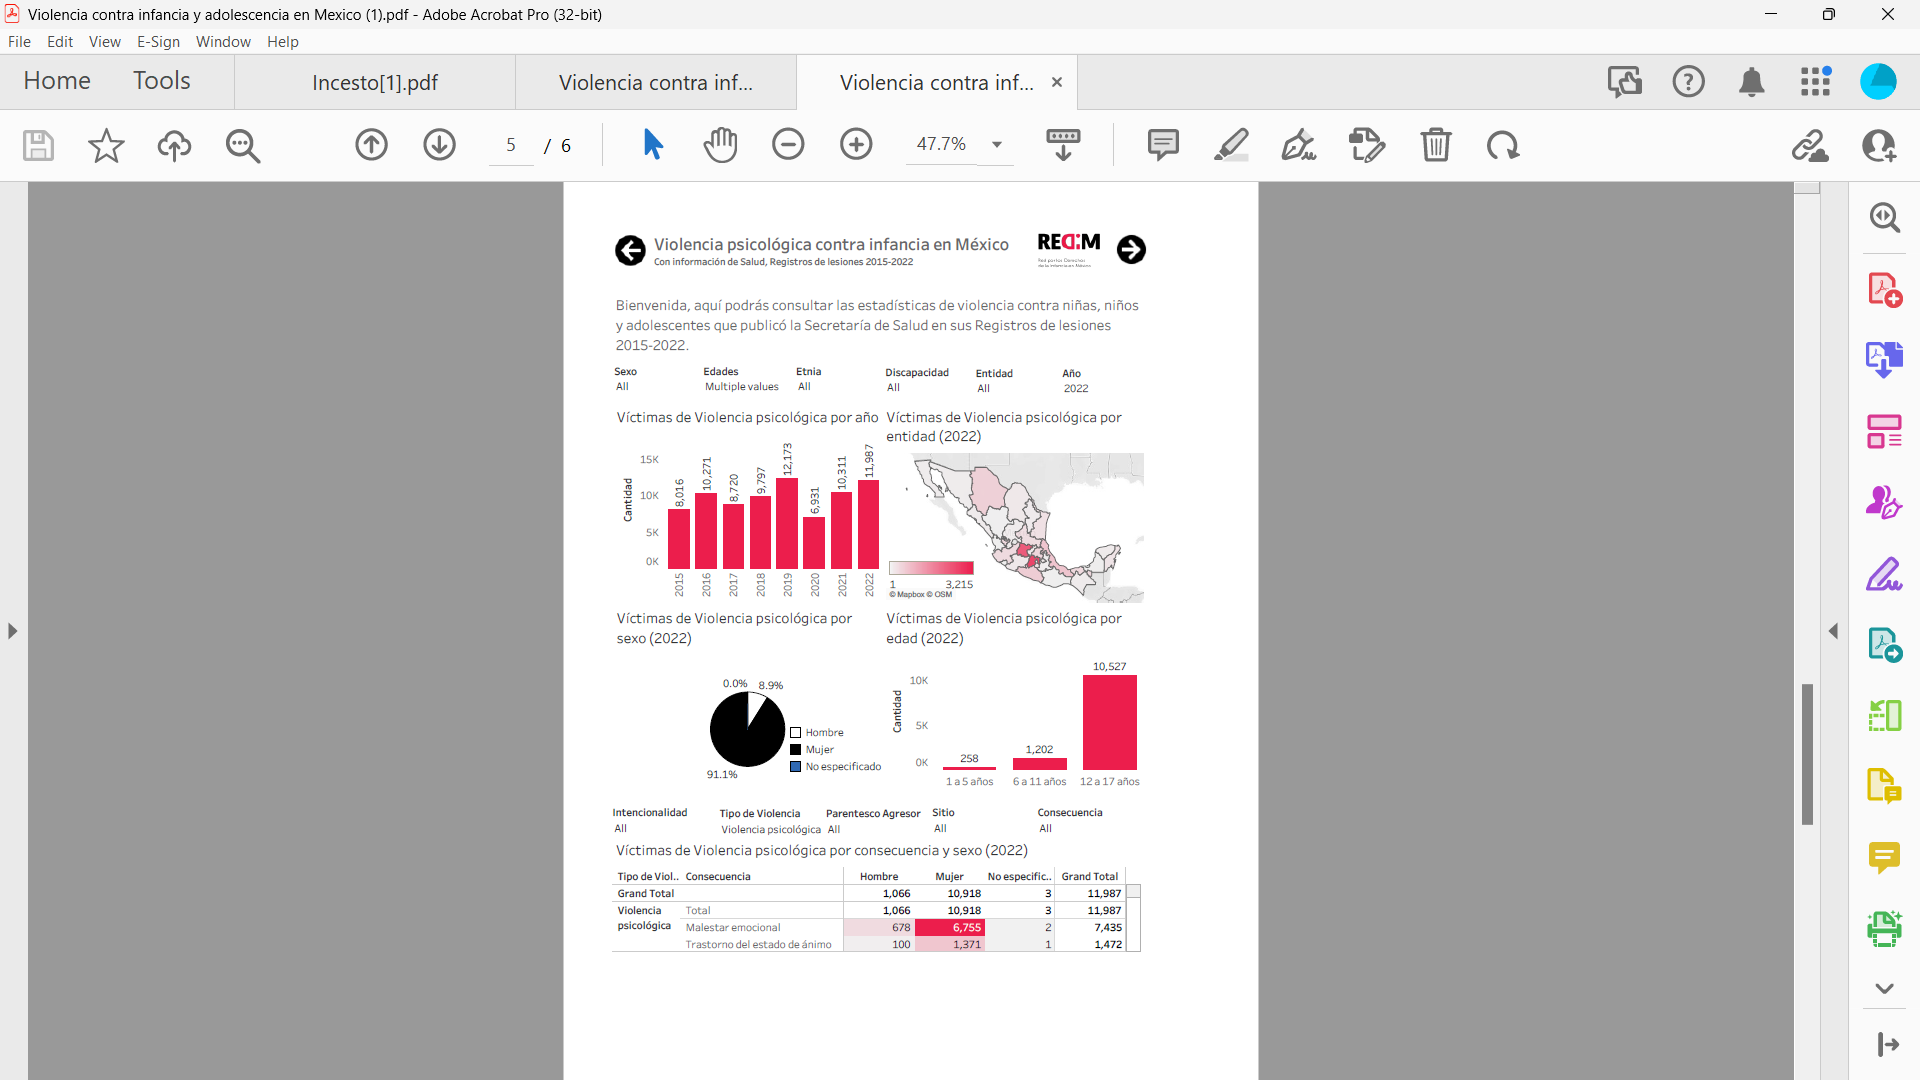 Violencia contra infancia y adolescencia en Mexico (1).pdf - Adobe Acrobat Pro (32-bit)
File Edit View E-Sign Window Help
Home Tools Incesto[1].pdf Violencia contra inf... Violencia contra inf...
5 / 6 47.7%
Violencia psicológica contra infancia en México
Con información de Salud, Registros de lesiones 2015-2022
REDIM
Red por los Derechos
de la Infancia en México
Bienvenida, aquí podrás consultar las estadísticas de violencia contra niñas, niños
y adolescentes que publicó la Secretaría de Salud en sus Registros de lesiones
2015-2022.
Sexo Edades Etnia Discapacidad Entidad Año
All Multiple values All All All 2022
Víctimas de Violencia psicológica por año
15K
10K
5K
0K
Cantidad
8,016 10,271 8,720 9,797 12,173 6,931 10,311 11,987
2015 2016 2017 2018 2019 2020 2021 2022
Víctimas de Violencia psicológica por
entidad (2022)
1 3,215
© Mapbox © OSM
Víctimas de Violencia psicológica por
sexo (2022)
0.0% 8.9%
91.1%
Hombre
Mujer
No especificado
Víctimas de Violencia psicológica por
edad (2022)
10K
5K
0K
Cantidad
258 1,202 10,527
1 a 5 años 6 a 11 años 12 a 17 años
Intencionalidad Tipo de Violencia Parentesco Agresor Sitio Consecuencia
All Violencia psicológica All All All
Víctimas de Violencia psicológica por consecuencia y sexo (2022)
Tipo de Viol.. Consecuencia Hombre Mujer No especific.. Grand Total
Grand Total 1,066 10,918 3 11,987
Violencia psicológica Total 1,066 10,918 3 11,987
Malestar emocional 678 6,755 2 7,435
Trastorno del estado de ánimo 100 1,371 1 1,472